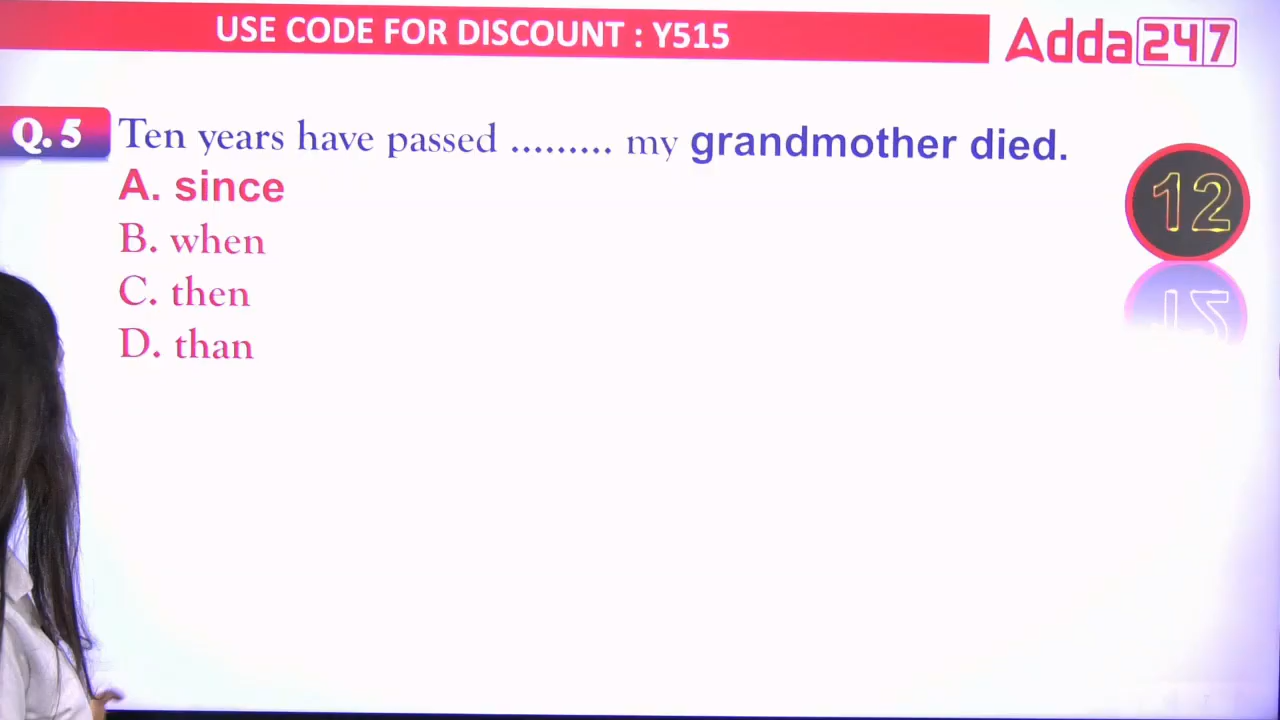 USE CODE FOR DISCOUNT : Y515
Adda247
Q. 5 Ten years have passed ......... my grandmother died.
A. since
B. when
C. then
D. than
12